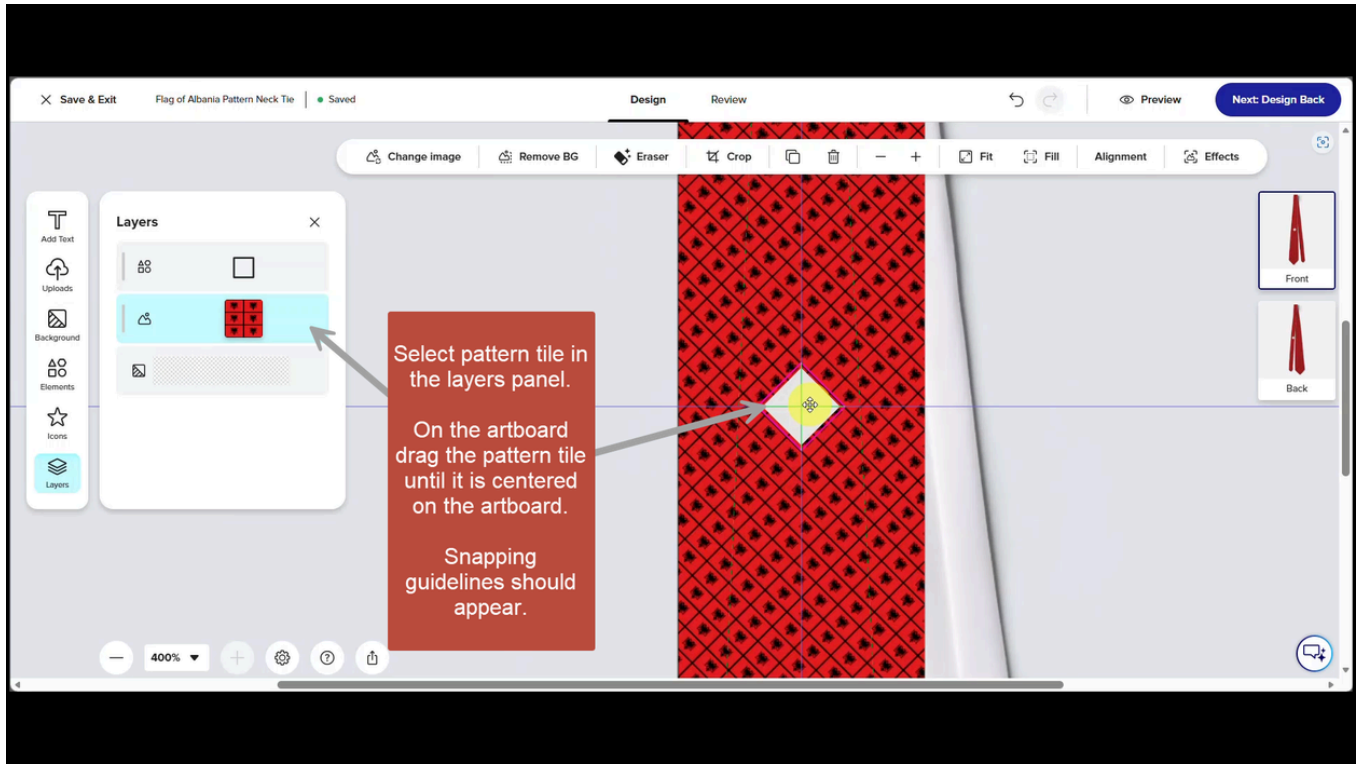 Save & Exit
Flag of Albania Pattern Neck Tie
Saved
Design
Review
Preview
Next: Design Back
Change image
Remove BG
Eraser
Crop
Fit
Fill
Alignment
Effects
Add Text
Uploads
Background
Elements
Icons
Layers
Layers
Select pattern tile in
the layers panel.
On the artboard
drag the pattern tile
until it is centered
on the artboard.
Snapping
guidelines should
appear.
Front
Back
400%